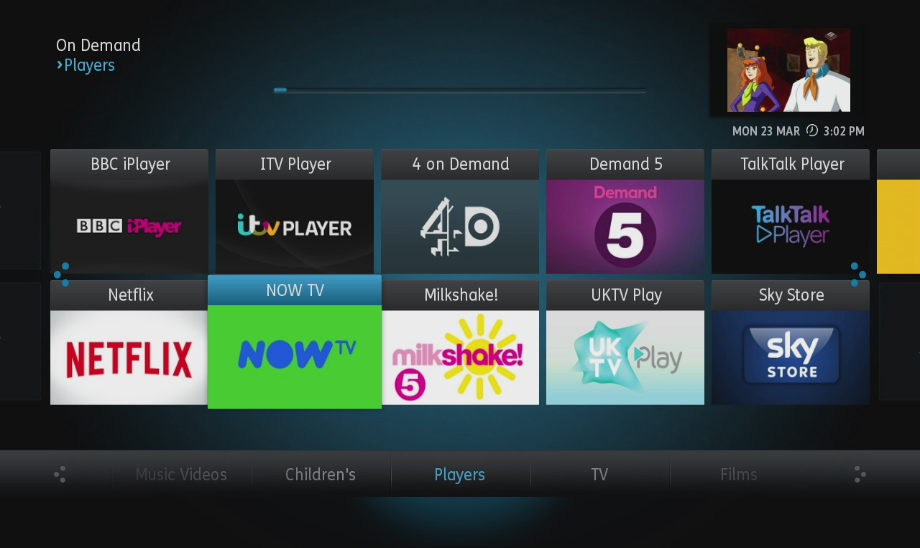 On Demand
›Players
MON 23 MAR 3:02 PM
BBC iPlayer
ITV Player
4 on Demand
Demand 5
TalkTalk Player
BBC iPlayer
itv PLAYER
4oD
Demand
5
TalkTalk
Player
Netflix
NOW TV
Milkshake!
UKTV Play
Sky Store
NETFLIX
NOW TV
milkshake!
5
UK
TV
Play
sky
STORE
Music Videos
Children's
Players
TV
Films